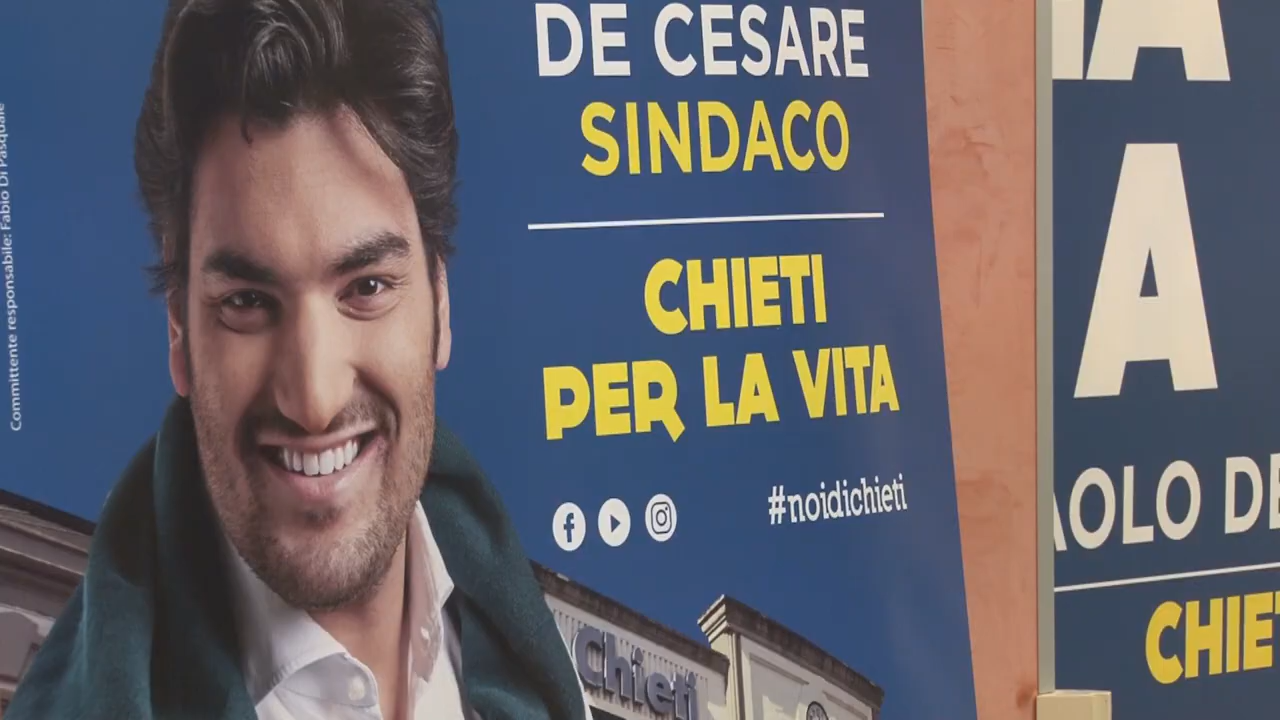 DE CESARE
SINDACO
CHIETI
PER LA VITA
#noidichieti
Committente responsabile: Fabio Di Pasquale
Chieti
A
A
AOLO DE
CHIET